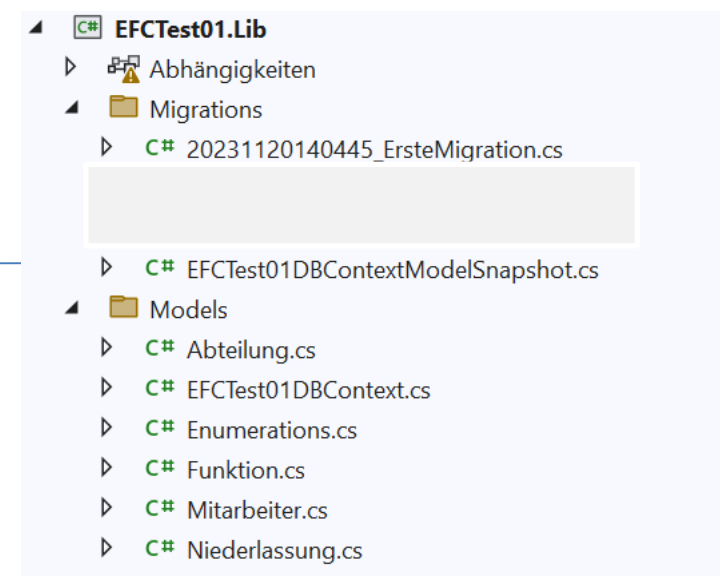 C# EFCTest01.Lib
Abhängigkeiten
Migrations
C# 20231120140445_ErsteMigration.cs
C# EFCTest01DBContextModelSnapshot.cs
Models
C# Abteilung.cs
C# EFCTest01DBContext.cs
C# Enumerations.cs
C# Funktion.cs
C# Mitarbeiter.cs
C# Niederlassung.cs